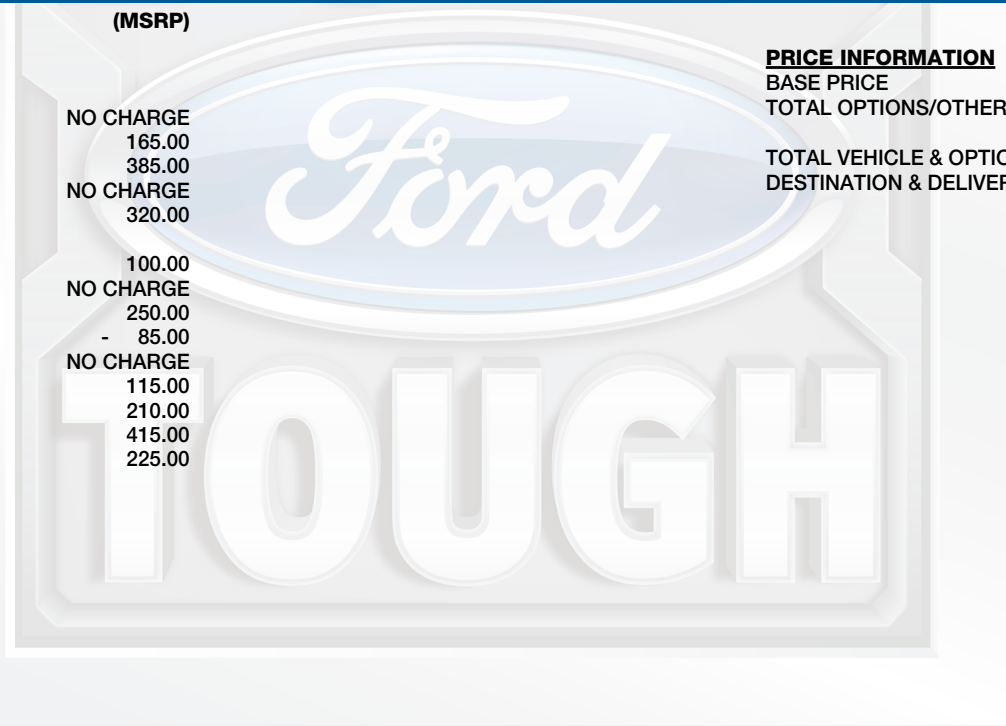 (MSRP)
NO CHARGE
165.00
385.00
NO CHARGE
320.00
100.00
NO CHARGE
250.00
- 85.00
NO CHARGE
115.00
210.00
415.00
225.00
PRICE INFORMATION
BASE PRICE
TOTAL OPTIONS/OTHER
TOTAL VEHICLE & OPTIO
DESTINATION & DELIVER
Ford
TOUGH